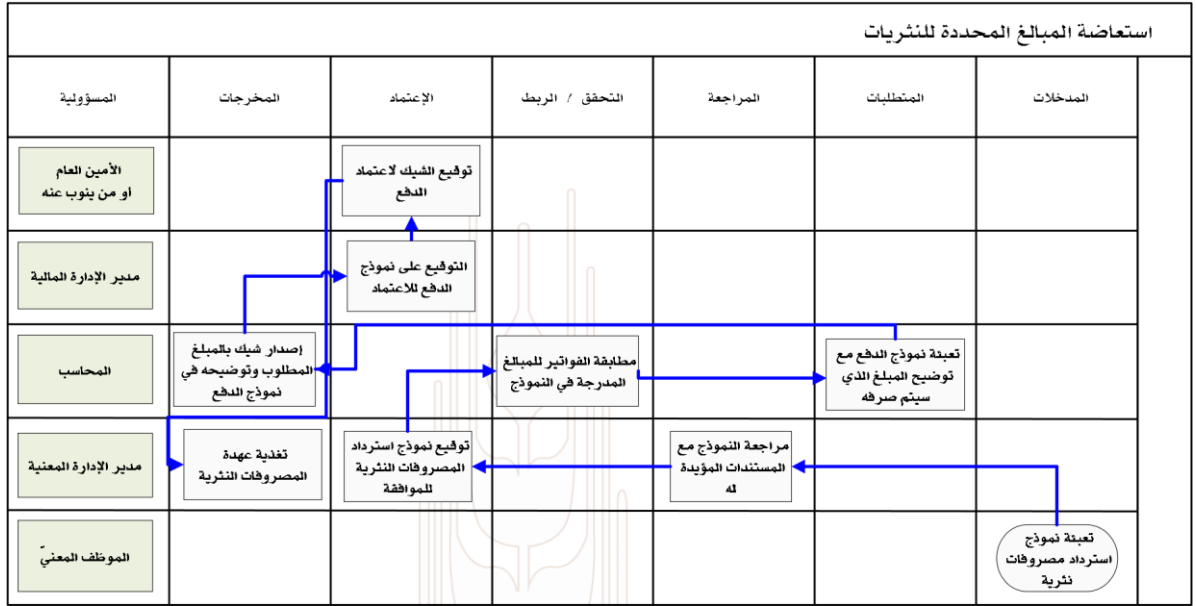 استعاضة المبالغ المحددة للنثريات
المدخلات
المتطلبات
المراجعة
التحقق / الربط
الإعتماد
المخرجات
المسؤولية
توقيع الشيك لاعتماد
الدفع
الأمين العام
او من ينوب عنه
التوقيع على نموذج
الدفع للاعتماد
مدير الإدارة المالية
تعبئة نموذج الدفع مع
توضيح المبلغ الذي
سيتم صرفه
مطابقة الفواتير للمبالغ
المدرجة في النموذج
إصدار شيك بالمبلغ
المطلوب وتوضيحه في
نموذج الدفع
المحاسب
مراجعة النموذج مع
المستندات المؤيدة
له
توقيع نموذج استرداد
المصروفات النثرية
للموافقة
تغذية عهدة
المصروفات النثرية
مدير الإدارة المعنية
تعبئة نموذج
استرداد مصروفات
نثرية
الموظف المعنيّ